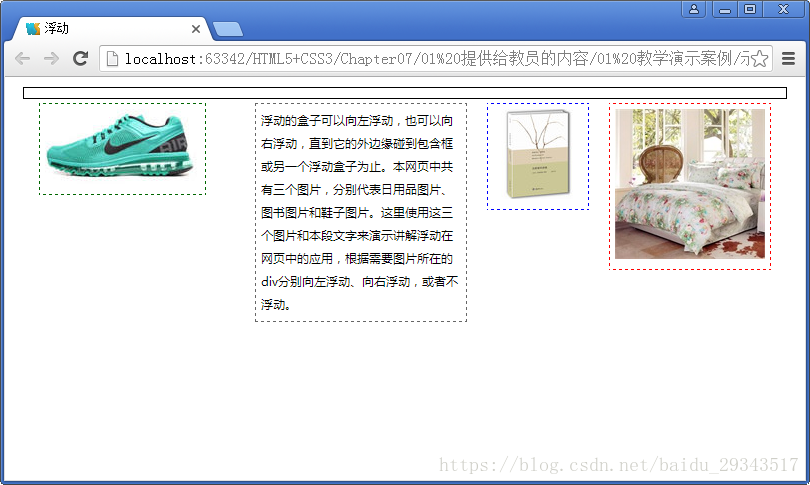 浮动
localhost:63342/HTML5+CSS3/Chapter07/01%20提供给教员的内容/01%20教学演示案例/示
浮动的盒子可以向左浮动，也可以向
右浮动，直到它的外边缘碰到包含框
或另一个浮动盒子为止。本网页中共
有三个图片，分别代表日用品图片、
图书图片和鞋子图片。这里使用这三
个图片和本段文字来演示讲解浮动在
网页中的应用，根据需要图片所在的
div分别向左浮动、向右浮动，或者不
浮动。
AIR
https://blog.csdn.net/baidu_29343517